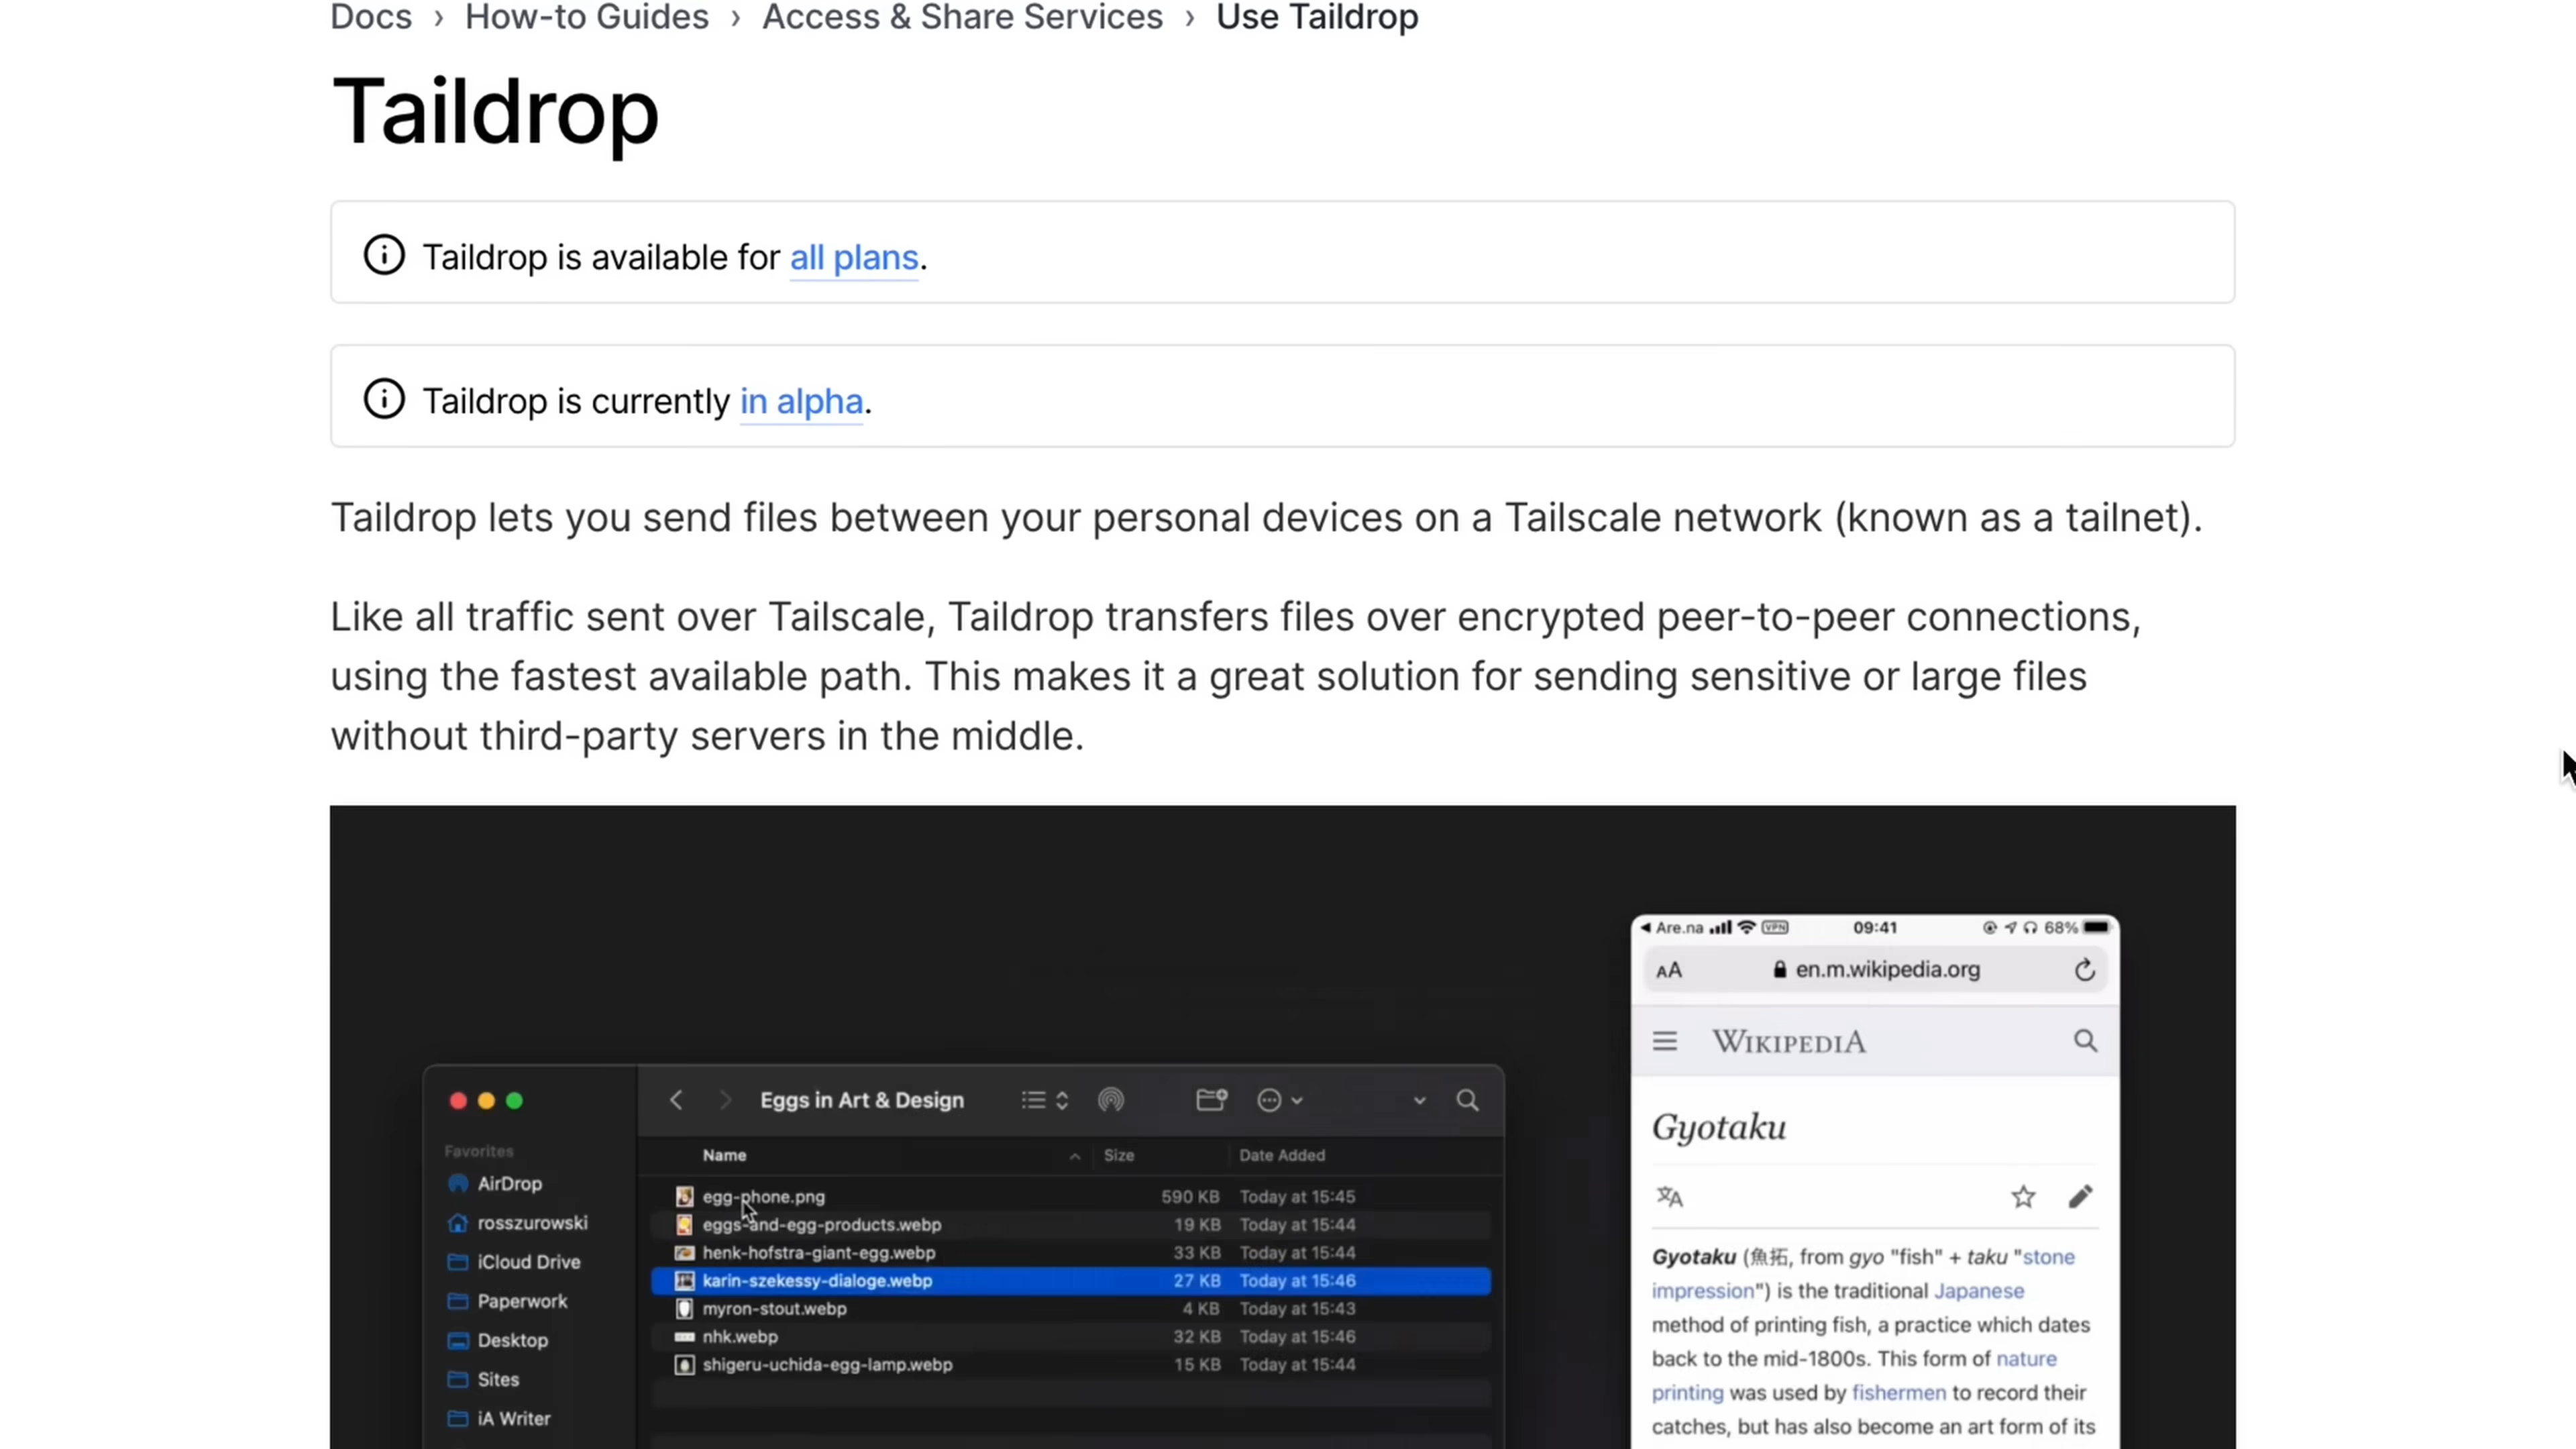 Docs › How-to Guides › Access & Share Services › Use Taildrop
Taildrop
Taildrop is available for all plans.
Taildrop is currently in alpha.
Taildrop lets you send files between your personal devices on a Tailscale network (known as a tailnet).
Like all traffic sent over Tailscale, Taildrop transfers files over encrypted peer-to-peer connections,
using the fastest available path. This makes it a great solution for sending sensitive or large files
without third-party servers in the middle.
Eggs in Art & Design
Favorites
AirDrop
rosszurowski
iCloud Drive
Paperwork
Desktop
Sites
iA Writer
Name Size Date Added
egg-phone.png 590 KB Today at 15:45
eggs-and-egg-products.webp 19 KB Today at 15:44
henk-hofstra-giant-egg.webp 33 KB Today at 15:44
karin-szekessy-dialoge.webp 27 KB Today at 15:46
myron-stout.webp 4 KB Today at 15:43
nhk.webp 32 KB Today at 15:46
shigeru-uchida-egg-lamp.webp 15 KB Today at 15:44
Are.na VPN 09:41 68%
AA en.m.wikipedia.org
WIKIPEDIA
Gyotaku
Gyotaku (魚拓, from gyo "fish" + taku "stone
impression") is the traditional Japanese
method of printing fish, a practice which dates
back to the mid-1800s. This form of nature
printing was used by fishermen to record their
catches, but has also become an art form of its